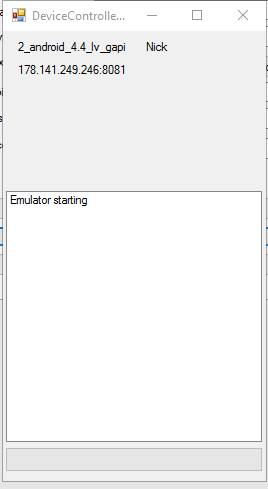 DeviceControlle...
2_android_4.4_lv_gapi Nick
178.141.249.246:8081
Emulator starting